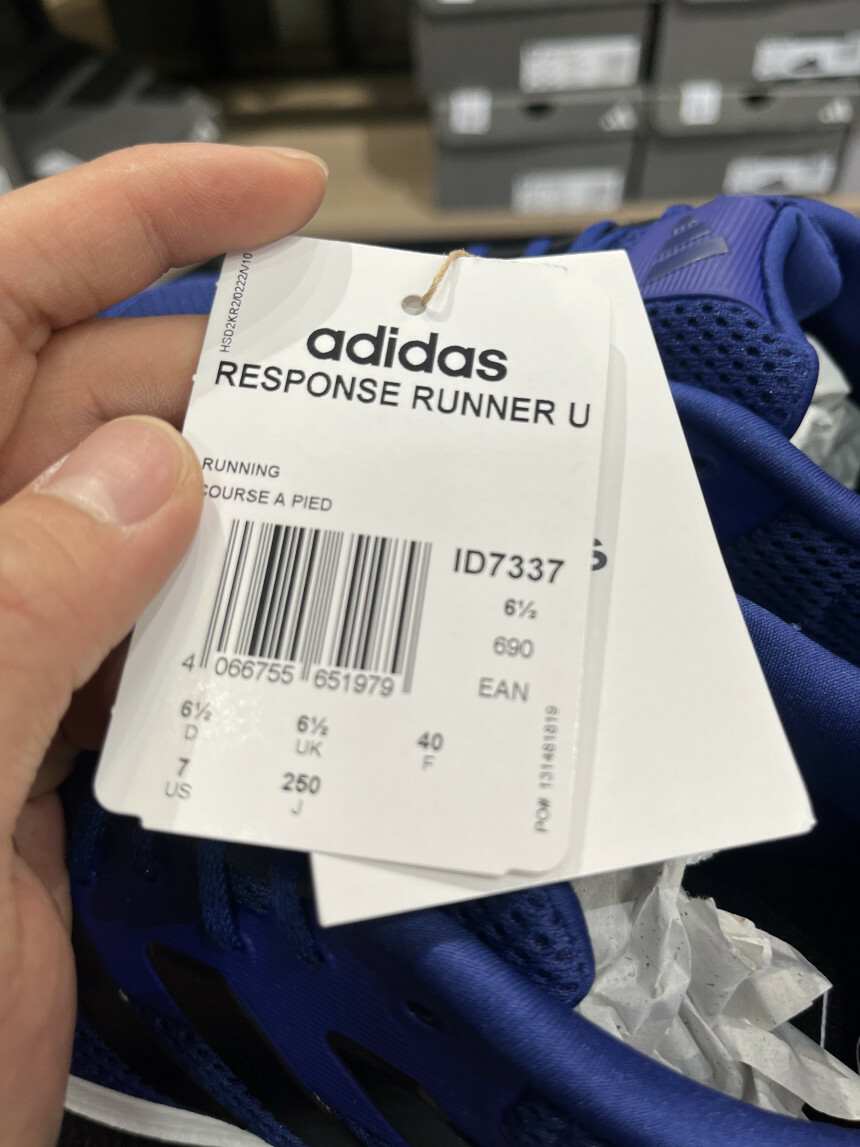 HSD2KR2/0222/V10
adidas
RESPONSE RUNNER U
RUNNING
COURSE A PIED
ID7337
6½
690
EAN
4 066755 651979
6½ 6½ 40
D UK F
7 250
US J
PO# 131481819
S